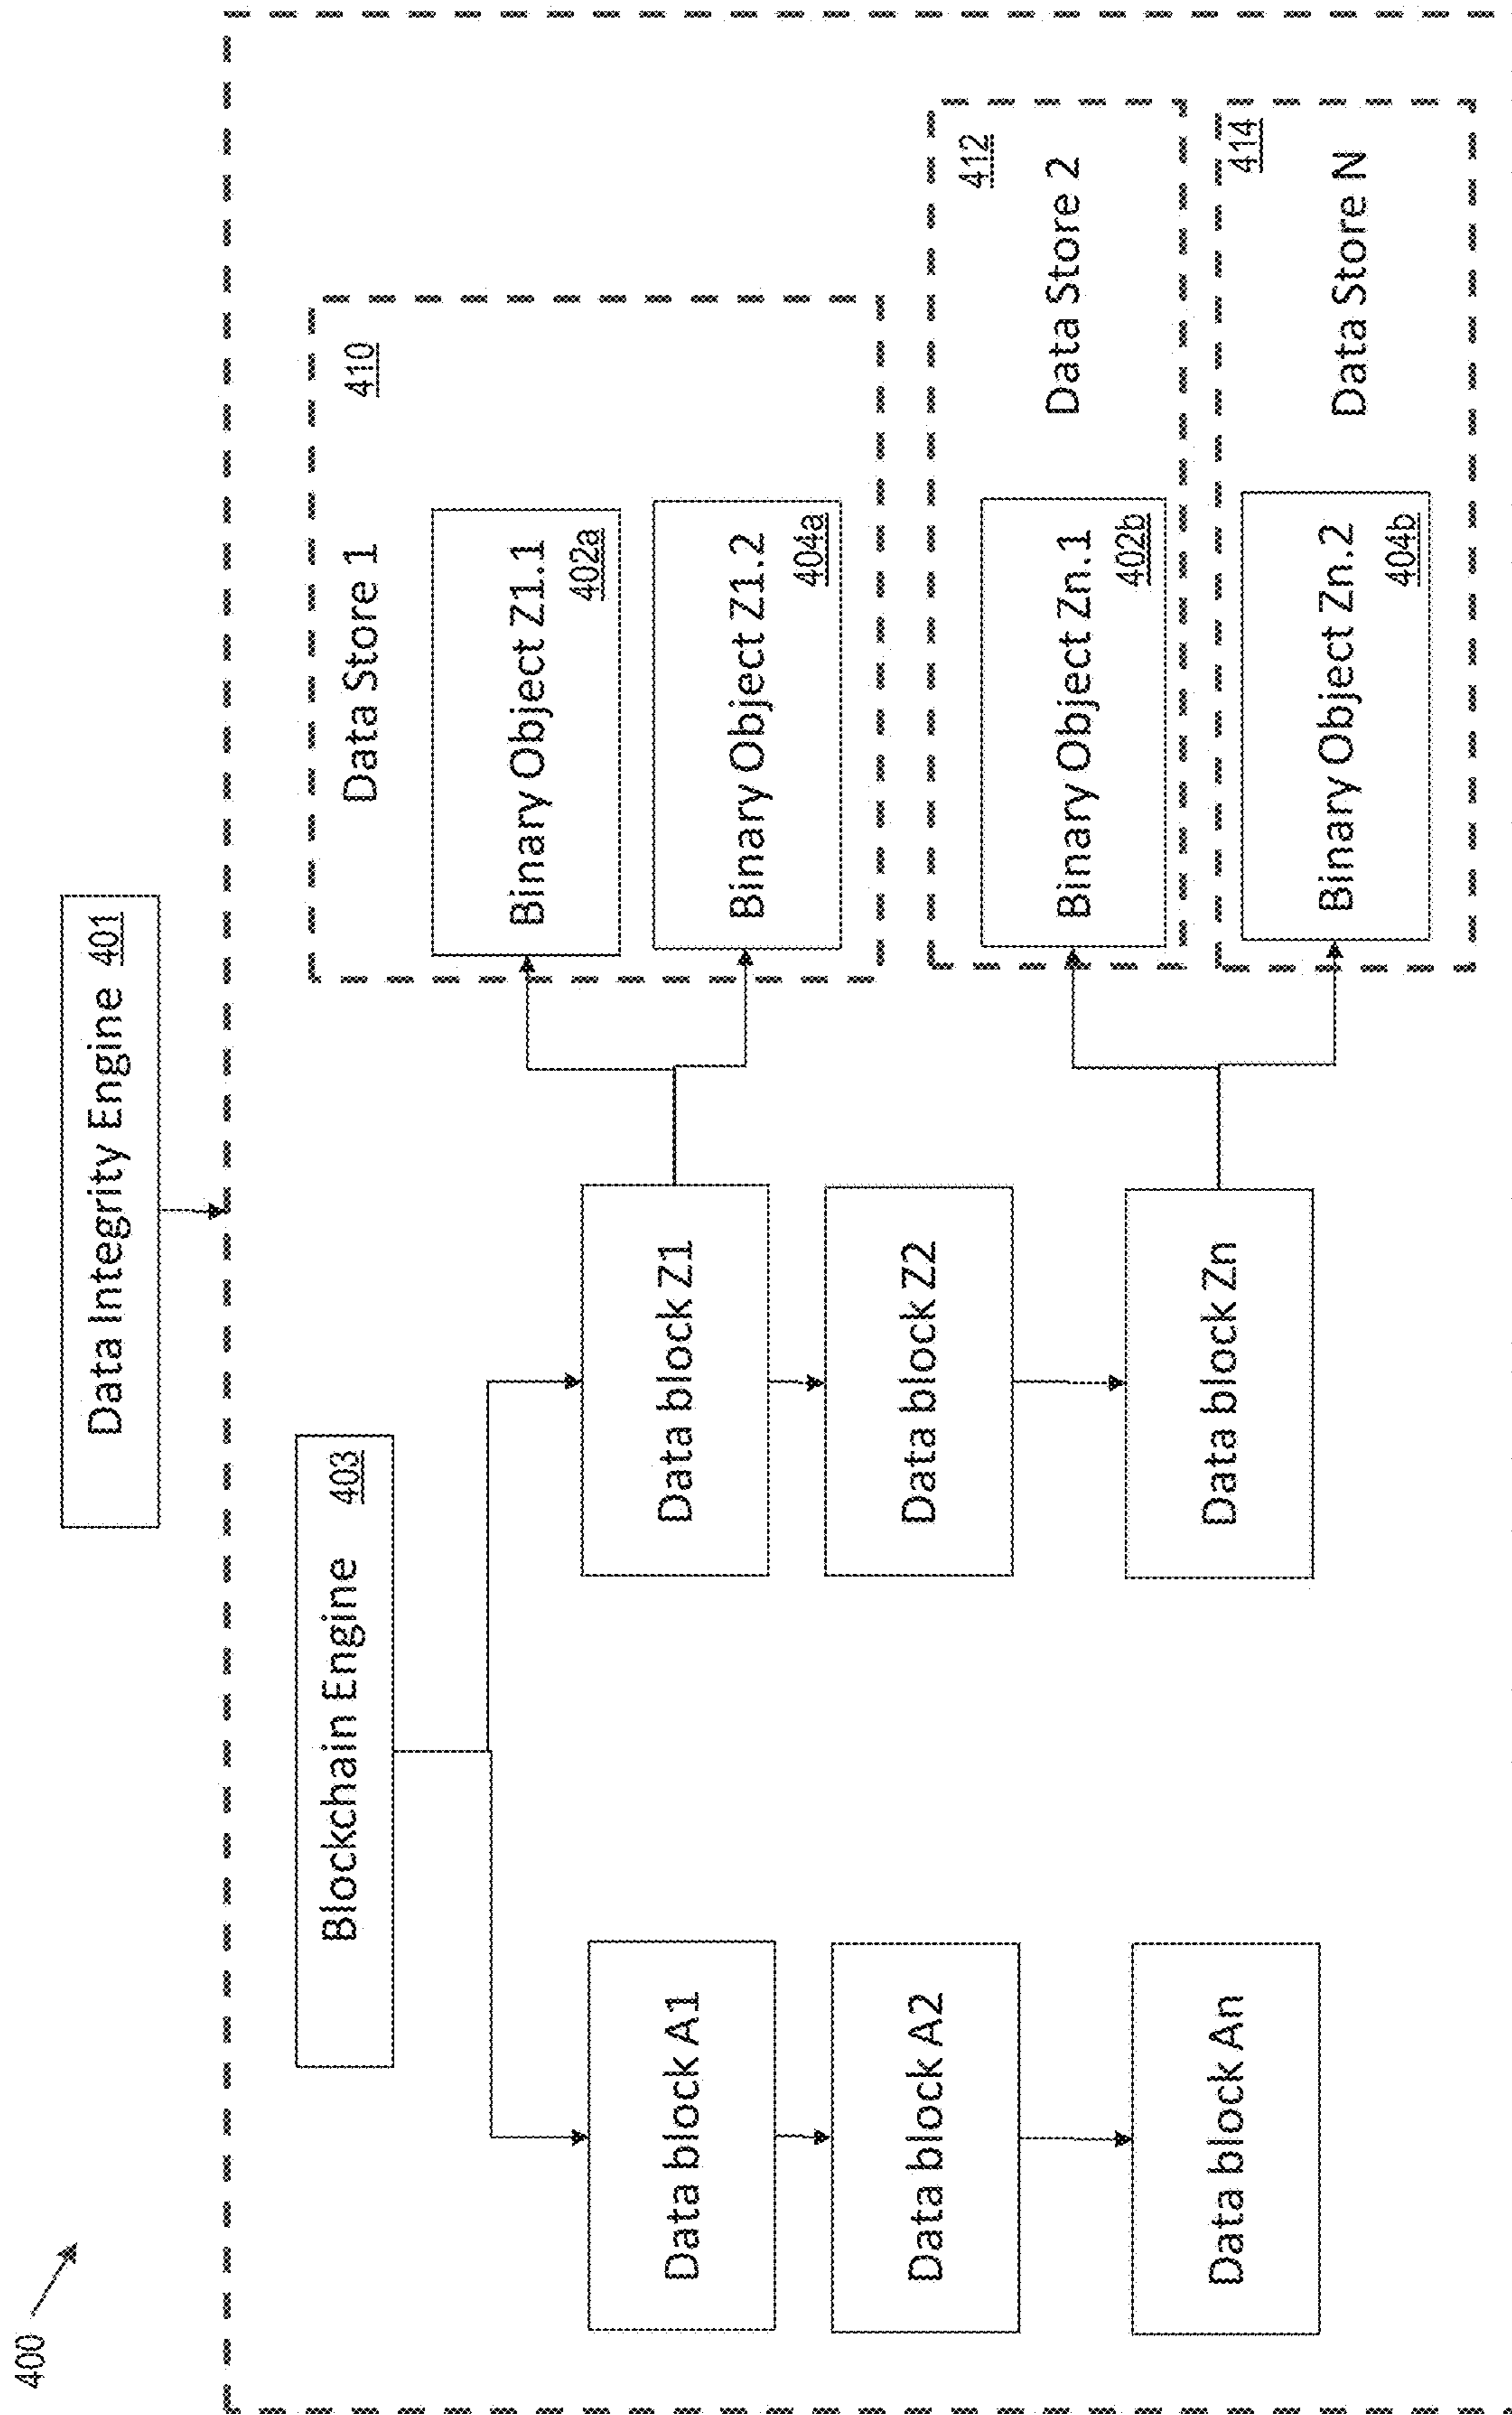 400
Data Integrity Engine 401
Blockchain Engine 403
Data block A1
Data block A2
Data block An
Data block Z1
Data block Z2
Data block Zn
Data Store 1
410
Binary Object Z1.1
402a
Binary Object Z1.2
404a
412
Data Store 2
Binary Object Zn.1
402b
414
Data Store N
Binary Object Zn.2
404b